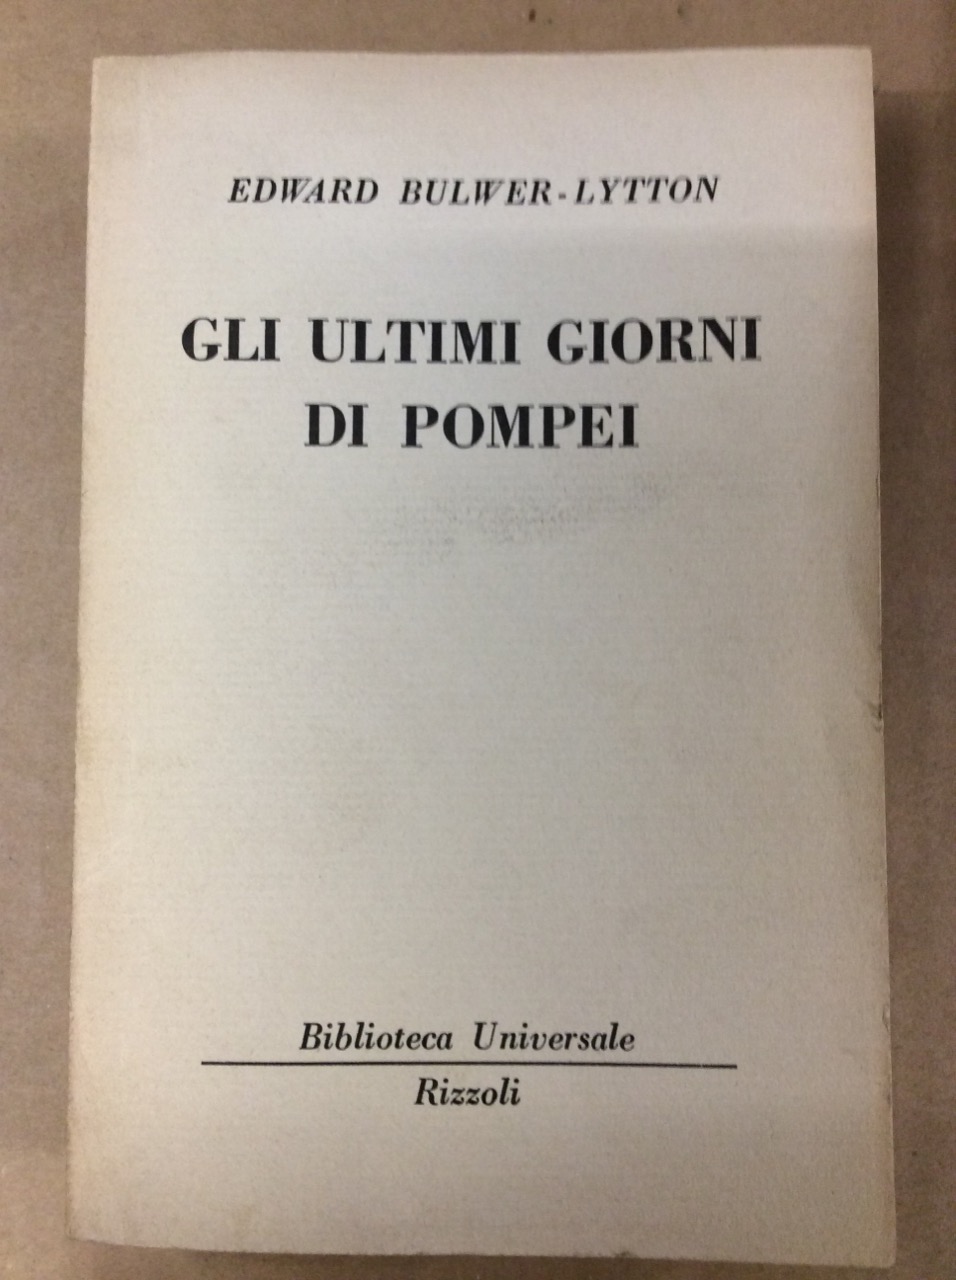 EDWARD BULWER-LYTTON
GLI ULTIMI GIORNI
DI POMPEI
Biblioteca Universale
Rizzoli